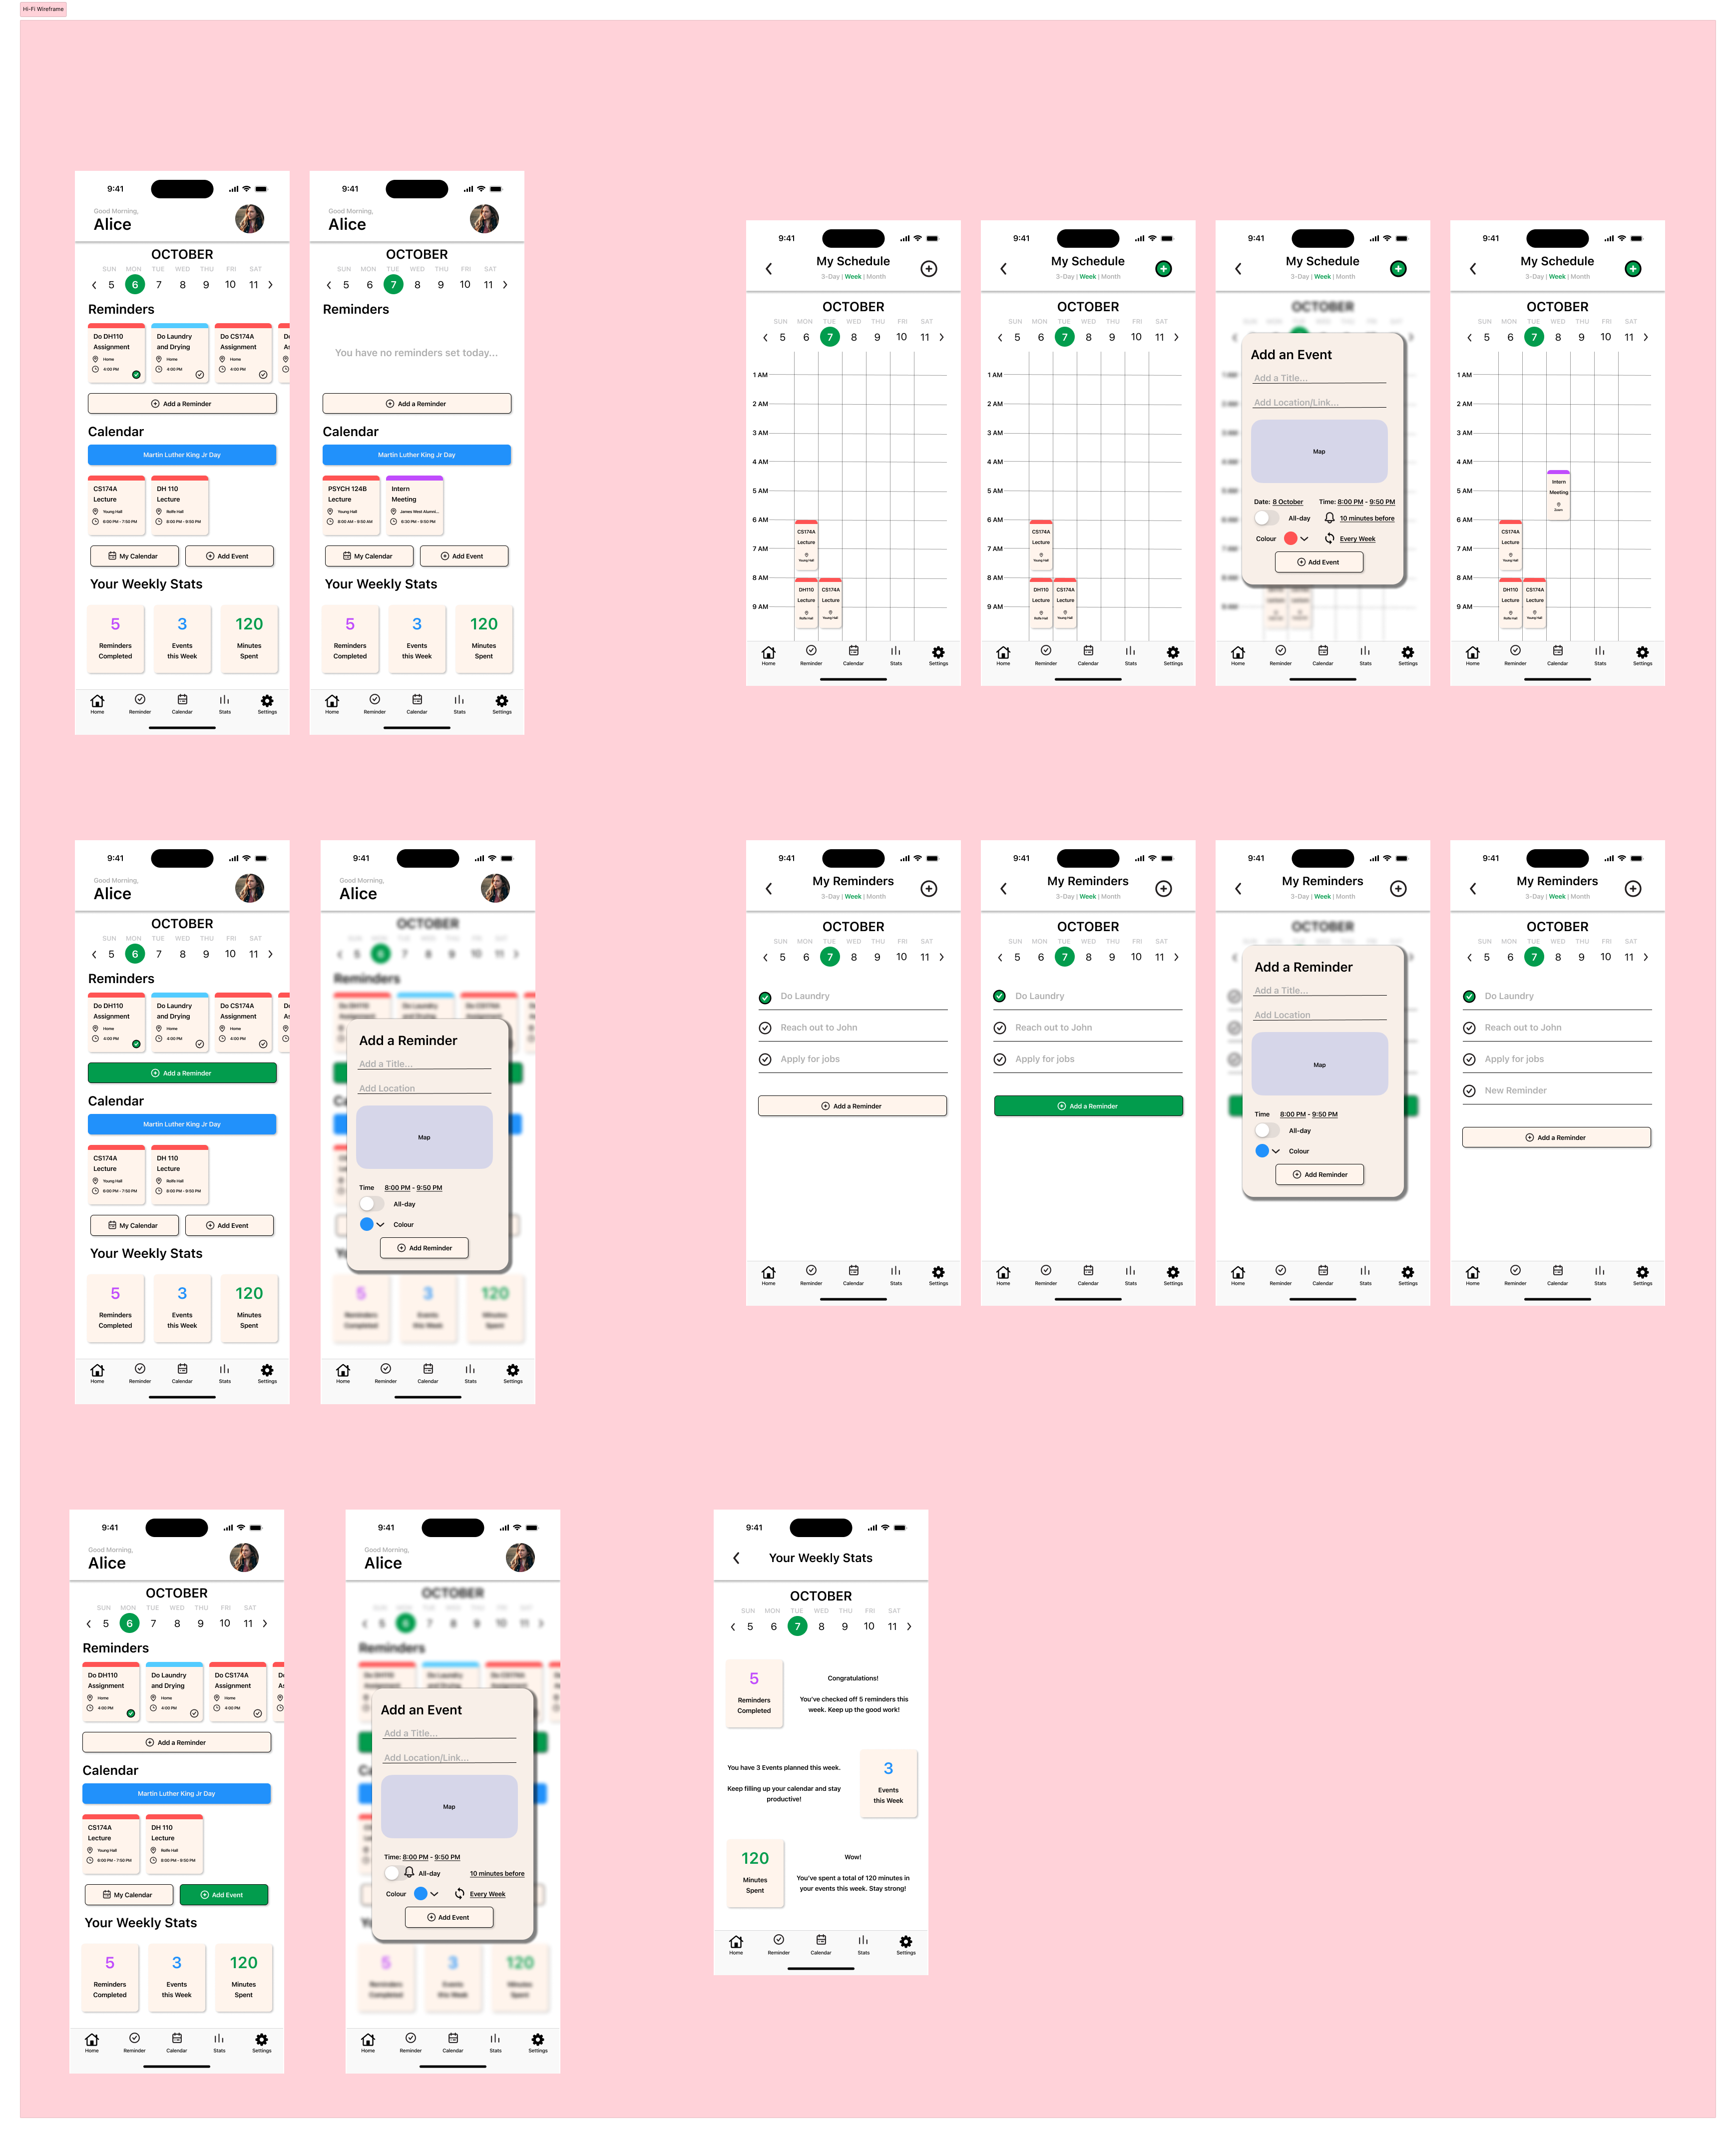 Hi-Fi Wireframe
9:41
Good Morning,
Alice
OCTOBER
SUN MON TUE WED THU FRI SAT
5 6 7 8 9 10 11
Reminders
Do DH110 Assignment
Home
4:00 PM
Do Laundry and Drying
Home
4:00 PM
Do CS174A Assignment
Home
4:00 PM
Add a Reminder
Calendar
Martin Luther King Jr Day
CS174A Lecture
Young Hall
6:00 PM - 7:50 PM
DH 110 Lecture
Rolfe Hall
8:00 PM - 9:50 PM
My Calendar
Add Event
Your Weekly Stats
5 Reminders Completed
3 Events this Week
120 Minutes Spent
Home Reminder Calendar Stats Settings
9:41
Good Morning,
Alice
OCTOBER
SUN MON TUE WED THU FRI SAT
5 6 7 8 9 10 11
Reminders
You have no reminders set today...
Add a Reminder
Calendar
Martin Luther King Jr Day
PSYCH 124B Lecture
Young Hall
8:00 AM - 9:50 AM
Intern Meeting
James West Alumni...
8:30 PM - 9:50 PM
My Calendar
Add Event
Your Weekly Stats
5 Reminders Completed
3 Events this Week
120 Minutes Spent
Home Reminder Calendar Stats Settings
9:41
My Schedule
3-Day | Week | Month
OCTOBER
SUN MON TUE WED THU FRI SAT
5 6 7 8 9 10 11
1 AM
2 AM
3 AM
4 AM
5 AM
6 AM
7 AM
8 AM
9 AM
CS174A Lecture
Young Hall
DH110 Lecture
Rolfe Hall
CS174A Lecture
Young Hall
Home Reminder Calendar Stats Settings
9:41
My Schedule
3-Day | Week | Month
OCTOBER
SUN MON TUE WED THU FRI SAT
5 6 7 8 9 10 11
1 AM
2 AM
3 AM
4 AM
5 AM
6 AM
7 AM
8 AM
9 AM
CS174A Lecture
Young Hall
DH110 Lecture
Rolfe Hall
CS174A Lecture
Young Hall
Home Reminder Calendar Stats Settings
9:41
My Schedule
3-Day | Week | Month
OCTOBER
Add an Event
Add a Title...
Add Location/Link...
Map
Date: 8 October
Time: 8:00 PM - 9:50 PM
All-day
10 minutes before
Colour
Every Week
Add Event
Home Reminder Calendar Stats Settings
9:41
My Schedule
3-Day | Week | Month
OCTOBER
SUN MON TUE WED THU FRI SAT
5 6 7 8 9 10 11
1 AM
2 AM
3 AM
4 AM
5 AM
6 AM
7 AM
8 AM
9 AM
Intern Meeting
Zoom
CS174A Lecture
Young Hall
DH110 Lecture
Rolfe Hall
CS174A Lecture
Young Hall
Home Reminder Calendar Stats Settings
9:41
Good Morning,
Alice
OCTOBER
SUN MON TUE WED THU FRI SAT
5 6 7 8 9 10 11
Reminders
Do DH110 Assignment
Home
4:00 PM
Do Laundry and Drying
Home
4:00 PM
Do CS174A Assignment
Home
4:00 PM
Add a Reminder
Calendar
Martin Luther King Jr Day
CS174A Lecture
Young Hall
6:00 PM - 7:50 PM
DH 110 Lecture
Rolfe Hall
8:00 PM - 9:50 PM
My Calendar
Add Event
Your Weekly Stats
5 Reminders Completed
3 Events this Week
120 Minutes Spent
Home Reminder Calendar Stats Settings
9:41
Good Morning,
Alice
OCTOBER
Reminders
Add a Reminder
Add a Title...
Add Location
Map
Time 8:00 PM - 9:50 PM
All-day
Colour
Add Reminder
5 Reminders Completed
3 Events this Week
120 Minutes Spent
Home Reminder Calendar Stats Settings
9:41
My Reminders
3-Day | Week | Month
OCTOBER
SUN MON TUE WED THU FRI SAT
5 6 7 8 9 10 11
Do Laundry
Reach out to John
Apply for jobs
Add a Reminder
Home Reminder Calendar Stats Settings
9:41
My Reminders
3-Day | Week | Month
OCTOBER
SUN MON TUE WED THU FRI SAT
5 6 7 8 9 10 11
Do Laundry
Reach out to John
Apply for jobs
Add a Reminder
Home Reminder Calendar Stats Settings
9:41
My Reminders
3-Day | Week | Month
OCTOBER
Add a Reminder
Add a Title...
Add Location
Map
Time 8:00 PM - 9:50 PM
All-day
Colour
Add Reminder
Home Reminder Calendar Stats Settings
9:41
My Reminders
3-Day | Week | Month
OCTOBER
SUN MON TUE WED THU FRI SAT
5 6 7 8 9 10 11
Do Laundry
Reach out to John
Apply for jobs
New Reminder
Add a Reminder
Home Reminder Calendar Stats Settings
9:41
Good Morning,
Alice
OCTOBER
SUN MON TUE WED THU FRI SAT
5 6 7 8 9 10 11
Reminders
Do DH110 Assignment
Home
4:00 PM
Do Laundry and Drying
Home
4:00 PM
Do CS174A Assignment
Home
4:00 PM
Add a Reminder
Calendar
Martin Luther King Jr Day
CS174A Lecture
Young Hall
6:00 PM - 7:50 PM
DH 110 Lecture
Rolfe Hall
8:00 PM - 9:50 PM
My Calendar
Add Event
Your Weekly Stats
5 Reminders Completed
3 Events this Week
120 Minutes Spent
Home Reminder Calendar Stats Settings
9:41
Good Morning,
Alice
OCTOBER
Reminders
Add an Event
Add a Title...
Add Location/Link...
Map
Time: 8:00 PM - 9:50 PM
All-day
10 minutes before
Colour
Every Week
Add Event
5 Reminders Completed
3 Events this Week
120 Minutes Spent
Home Reminder Calendar Stats Settings
9:41
Your Weekly Stats
OCTOBER
SUN MON TUE WED THU FRI SAT
5 6 7 8 9 10 11
5 Reminders Completed
Congratulations!
You've checked off 5 reminders this
week. Keep up the good work!
You have 3 Events planned this week.
Keep filling up your calendar and stay
productive!
3 Events this Week
120 Minutes Spent
Wow!
You've spent a total of 120 minutes in
your events this week. Stay strong!
Home Reminder Calendar Stats Settings